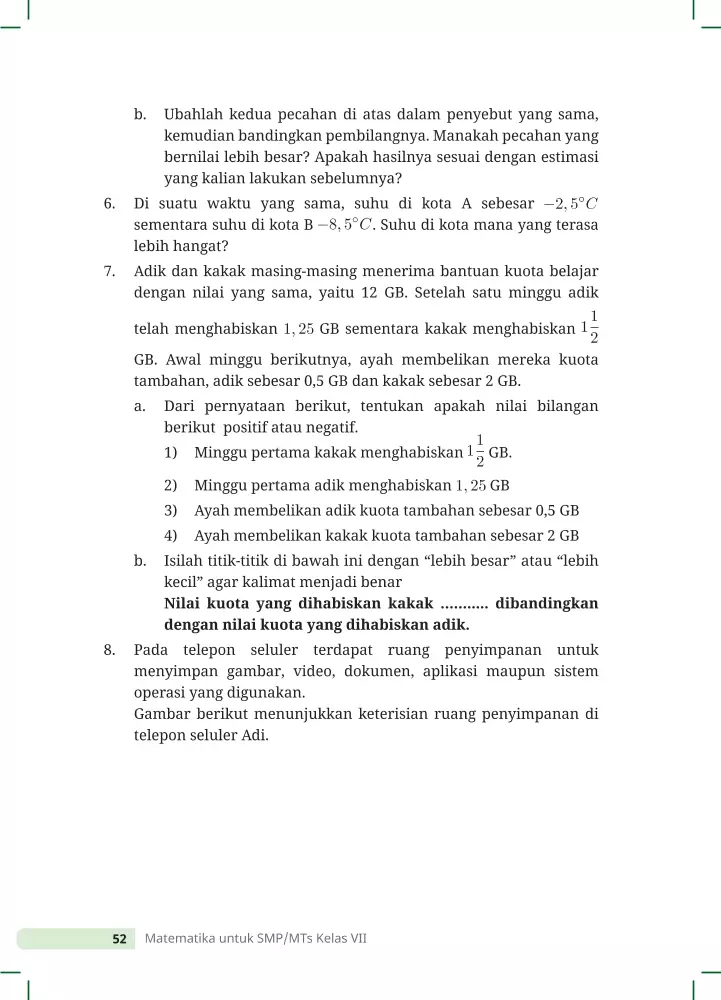 b. Ubahlah kedua pecahan di atas dalam penyebut yang sama,
kemudian bandingkan pembilangnya. Manakah pecahan yang
bernilai lebih besar? Apakah hasilnya sesuai dengan estimasi
yang kalian lakukan sebelumnya?
6. Di suatu waktu yang sama, suhu di kota A sebesar −2, 5°C
sementara suhu di kota B −8, 5°C. Suhu di kota mana yang terasa
lebih hangat?
7. Adik dan kakak masing-masing menerima bantuan kuota belajar
dengan nilai yang sama, yaitu 12 GB. Setelah satu minggu adik
telah menghabiskan 1, 25 GB sementara kakak menghabiskan 1 1/2
GB. Awal minggu berikutnya, ayah membelikan mereka kuota
tambahan, adik sebesar 0,5 GB dan kakak sebesar 2 GB.
a. Dari pernyataan berikut, tentukan apakah nilai bilangan
berikut positif atau negatif.
1) Minggu pertama kakak menghabiskan 1 1/2 GB.
2) Minggu pertama adik menghabiskan 1, 25 GB
3) Ayah membelikan adik kuota tambahan sebesar 0,5 GB
4) Ayah membelikan kakak kuota tambahan sebesar 2 GB
b. Isilah titik-titik di bawah ini dengan “lebih besar” atau “lebih
kecil” agar kalimat menjadi benar
Nilai kuota yang dihabiskan kakak ........... dibandingkan
dengan nilai kuota yang dihabiskan adik.
8. Pada telepon seluler terdapat ruang penyimpanan untuk
menyimpan gambar, video, dokumen, aplikasi maupun sistem
operasi yang digunakan.
Gambar berikut menunjukkan keterisian ruang penyimpanan di
telepon seluler Adi.
52 Matematika untuk SMP/MTs Kelas VII